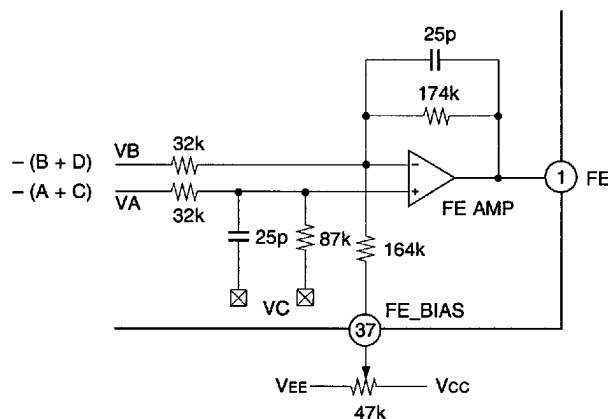 25p
174k
− (B + D) VB 32k
− (A + C) VA 32k
− +
FE AMP
1 FE
25p 87k 164k
VC
FE_BIAS
37
VEE VCC
47k